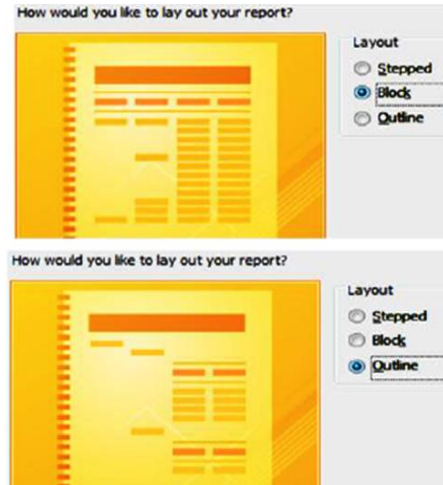 How would you like to lay out your report?
Layout
Stepped
Block
Outline
How would you like to lay out your report?
Layout
Stepped
Block
Outline